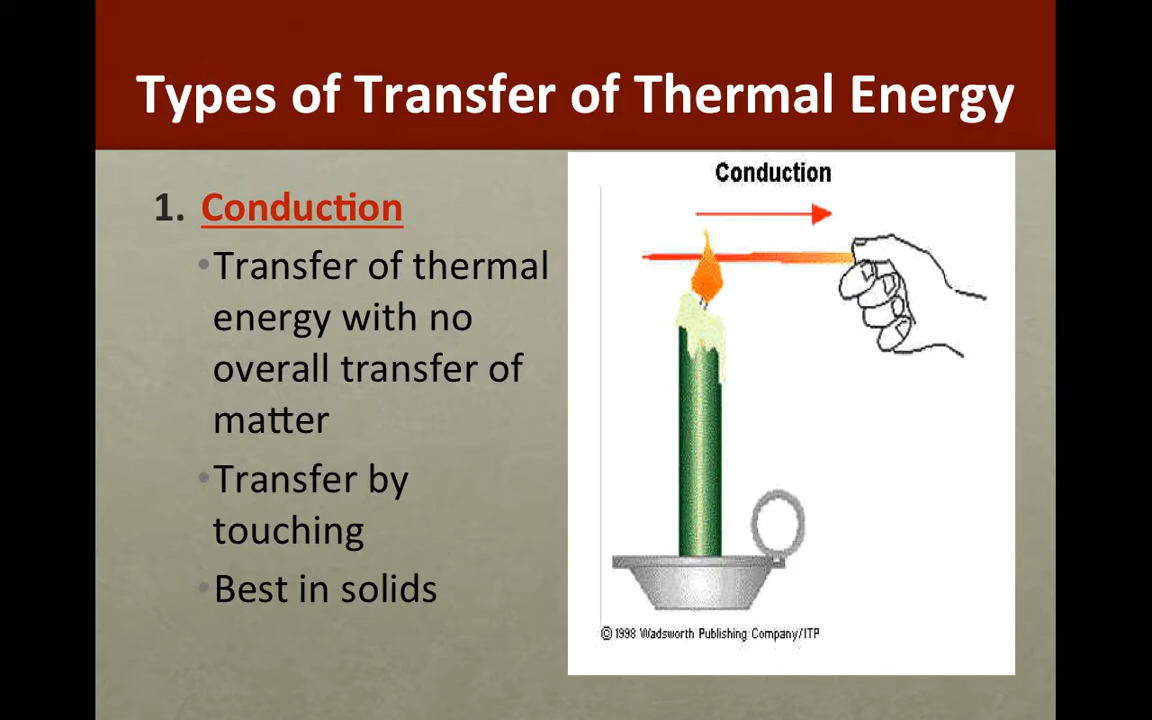 Types of Transfer of Thermal Energy
1. Conduction
•Transfer of thermal
energy with no
overall transfer of
matter
•Transfer by
touching
•Best in solids
Conduction
© 1998 Wadsworth Publishing Company/ITP